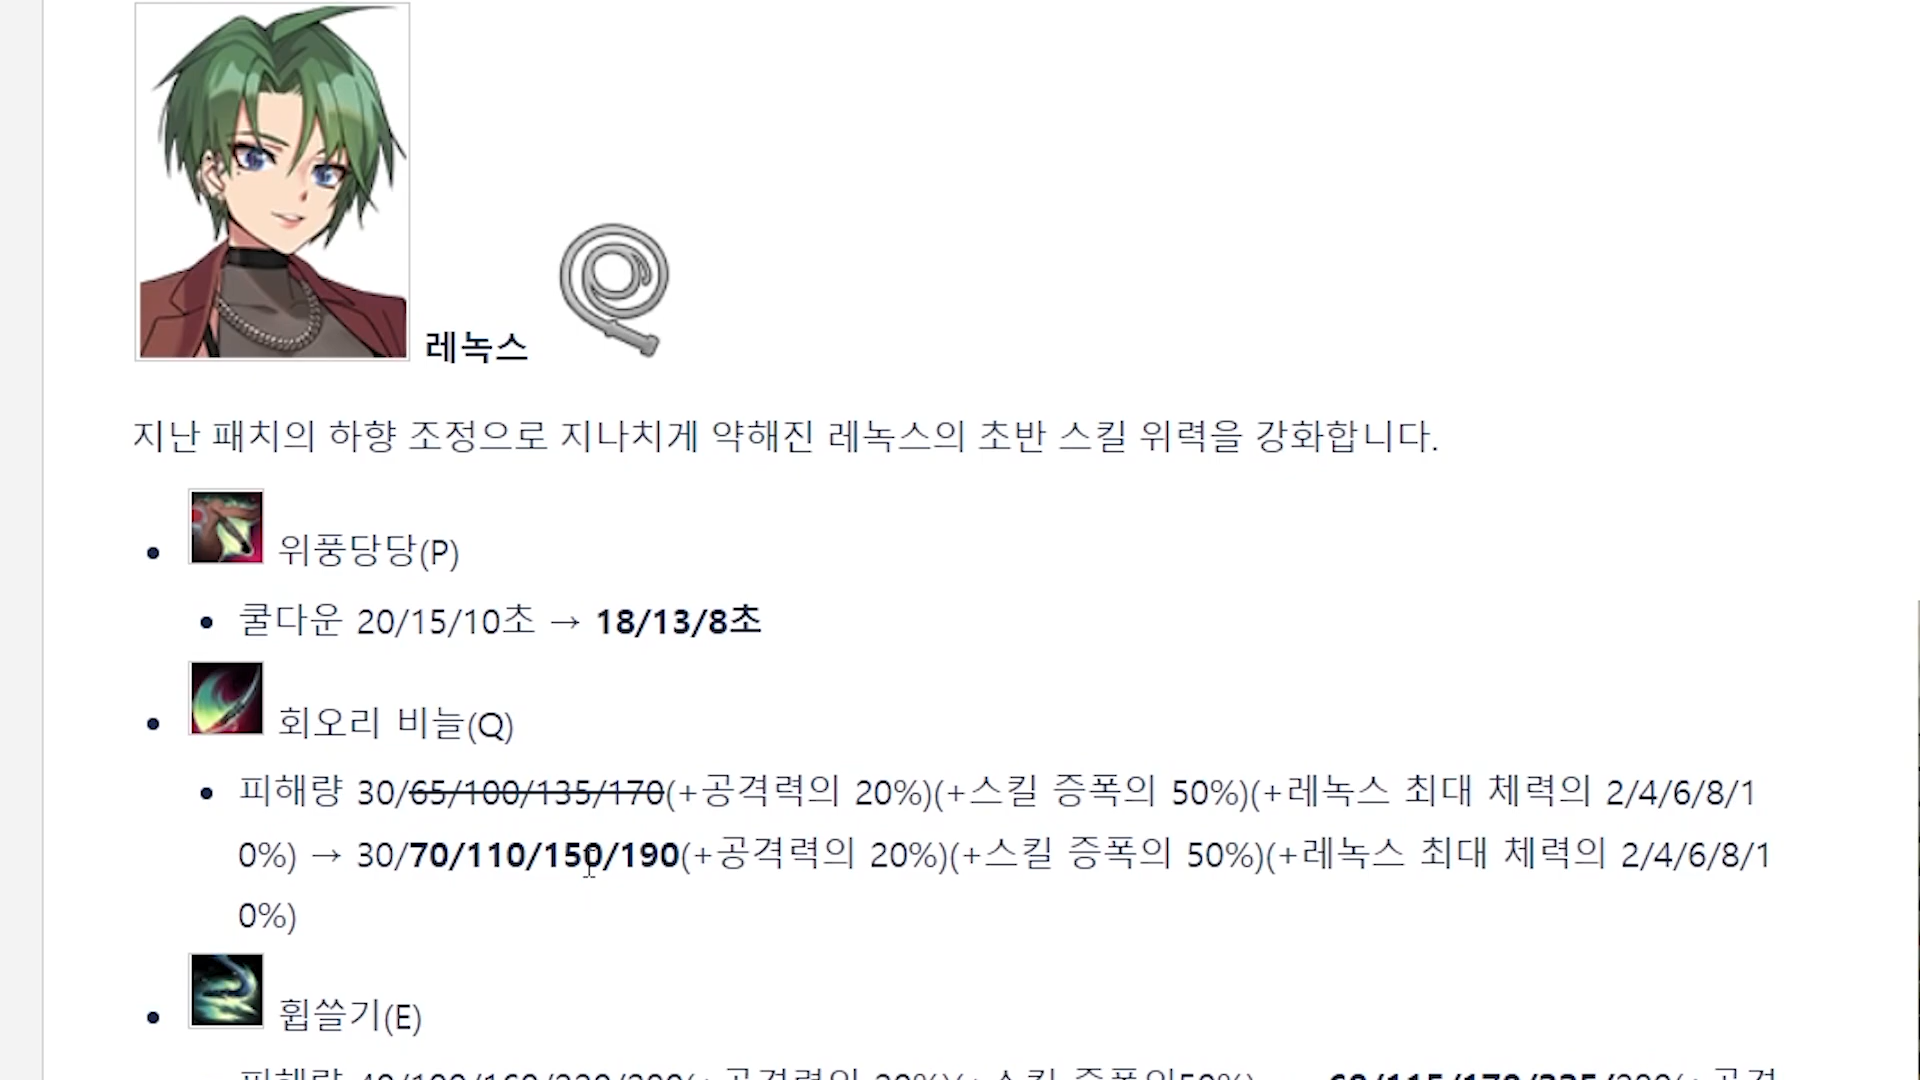 레녹스
지난 패치의 하향 조정으로 지나치게 약해진 레녹스의 초반 스킬 위력을 강화합니다.
위풍당당(P)
쿨다운 20/15/10초 → 18/13/8초
회오리 비늘(Q)
피해량 30/65/100/135/170(+공격력의 20%)(+스킬 증폭의 50%)(+레녹스 최대 체력의 2/4/6/8/1
0%) → 30/70/110/150/190(+공격력의 20%)(+스킬 증폭의 50%)(+레녹스 최대 체력의 2/4/6/8/1
0%)
휩쓸기(E)